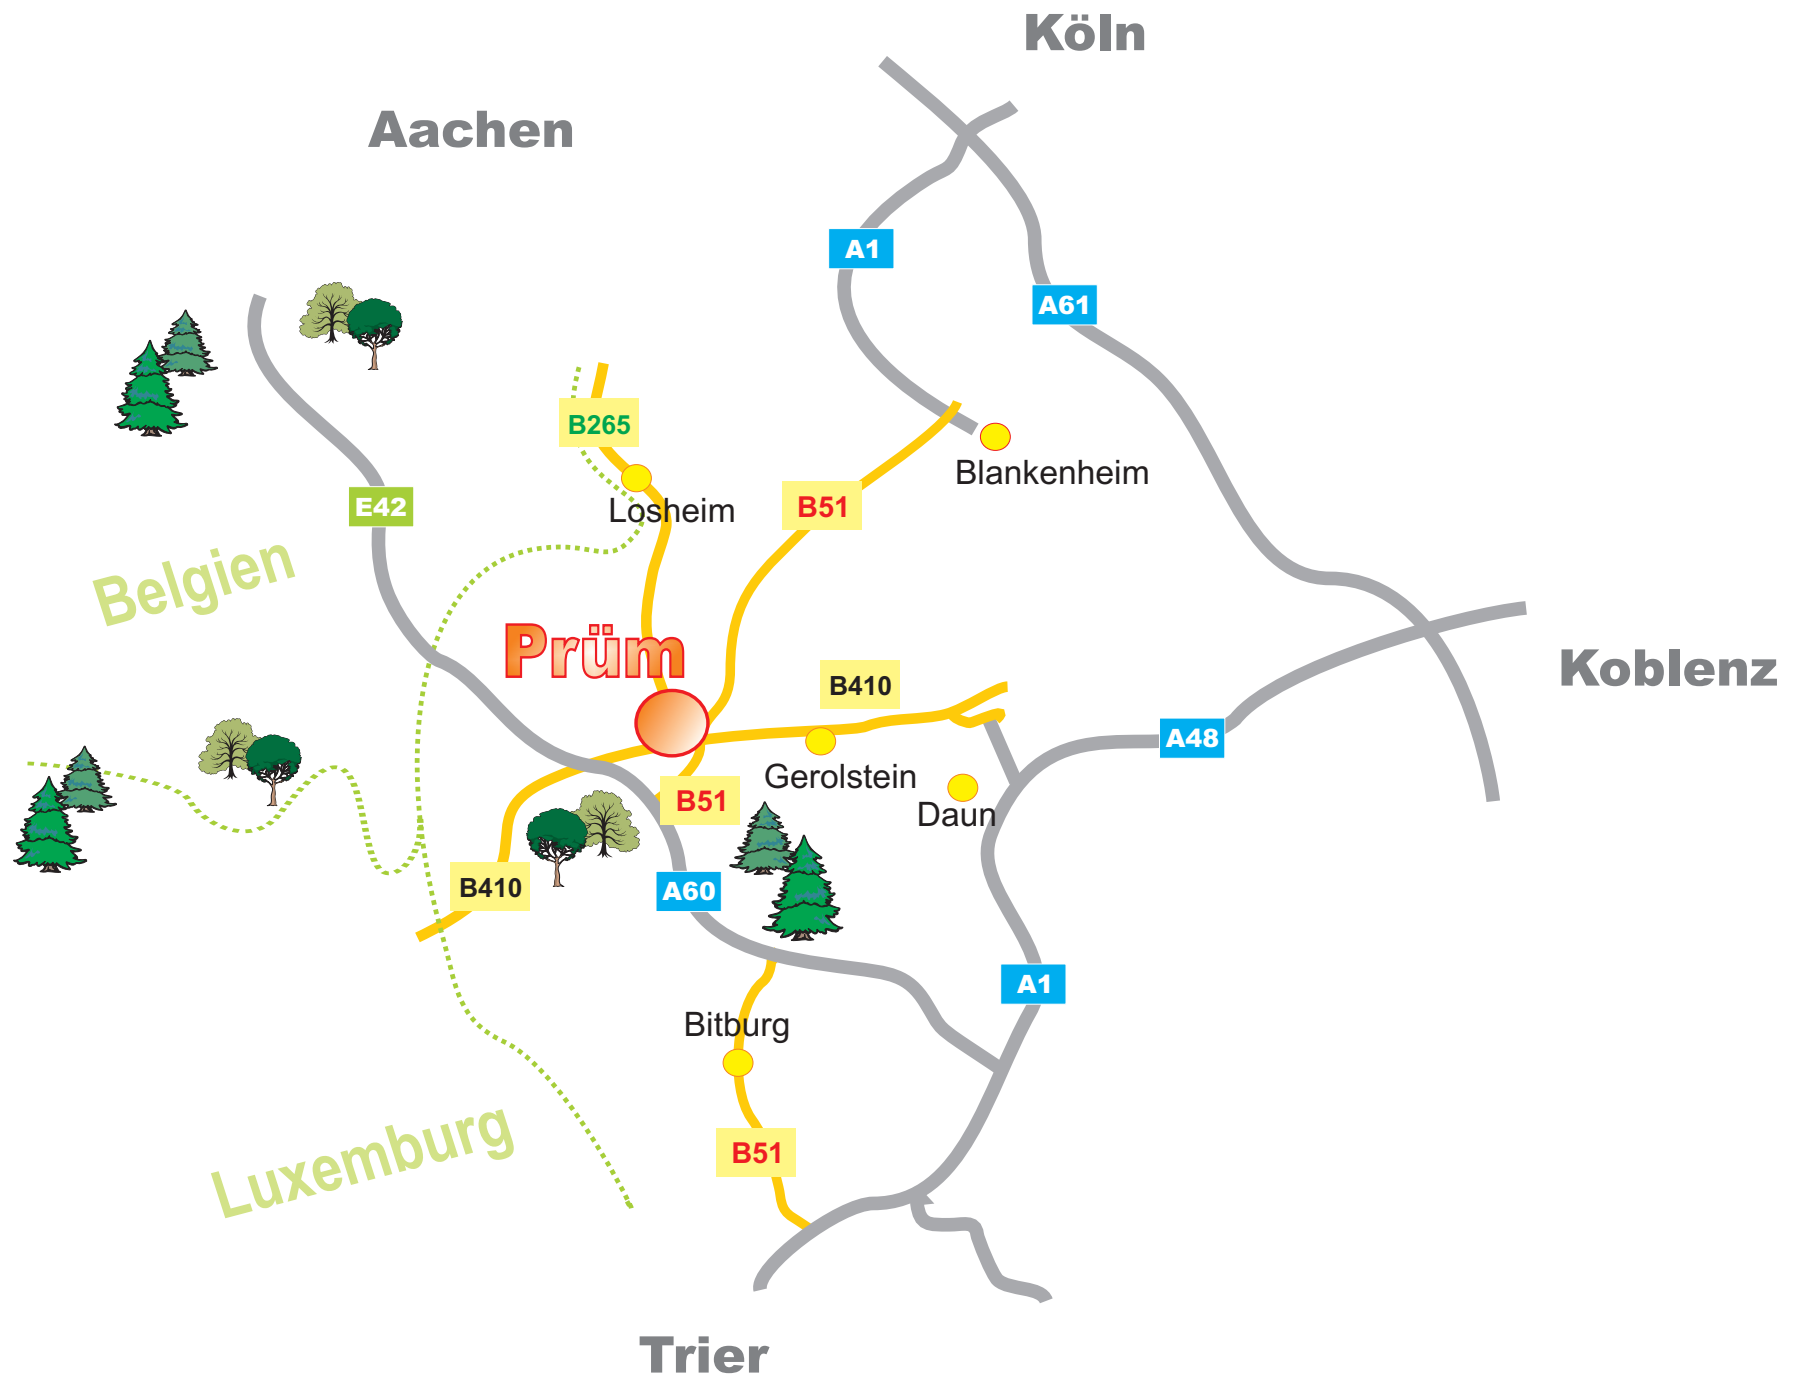 Köln
Aachen
A1
A61
B265
Blankenheim
B51
E42
Losheim
Belgien
Prüm
Koblenz
B410
A48
Gerolstein
B51
Daun
B410
A60
A1
Bitburg
Luxemburg
B51
Trier